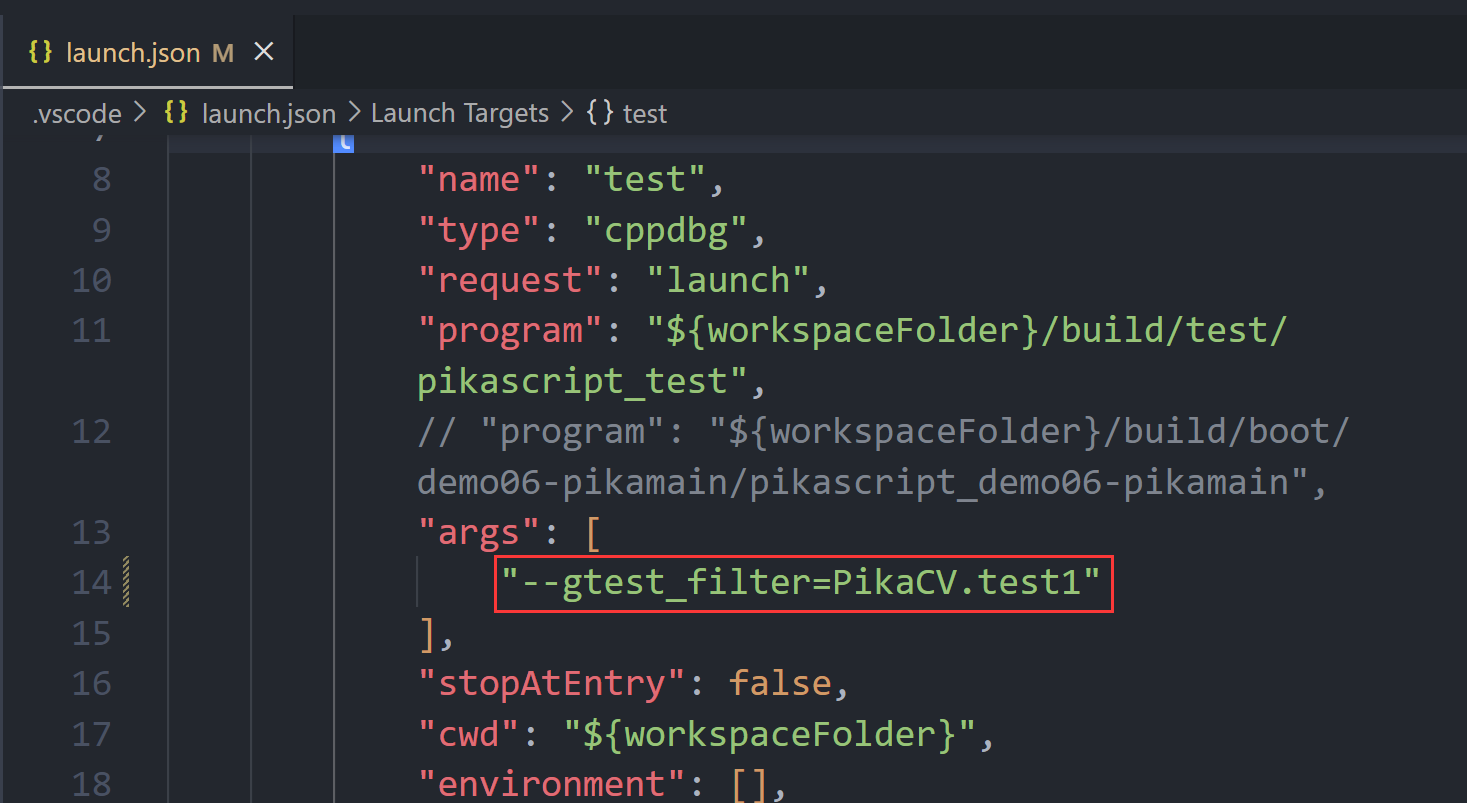 {} launch.json M ×
.vscode > {} launch.json > Launch Targets > {} test
8 "name": "test",
9 "type": "cppdbg",
10 "request": "launch",
11 "program": "${workspaceFolder}/build/test/
pikascript_test",
12 // "program": "${workspaceFolder}/build/boot/
demo06-pikamain/pikascript_demo06-pikamain",
13 "args": [
14 "--gtest_filter=PikaCV.test1"
15 ],
16 "stopAtEntry": false,
17 "cwd": "${workspaceFolder}",
18 "environment": [],